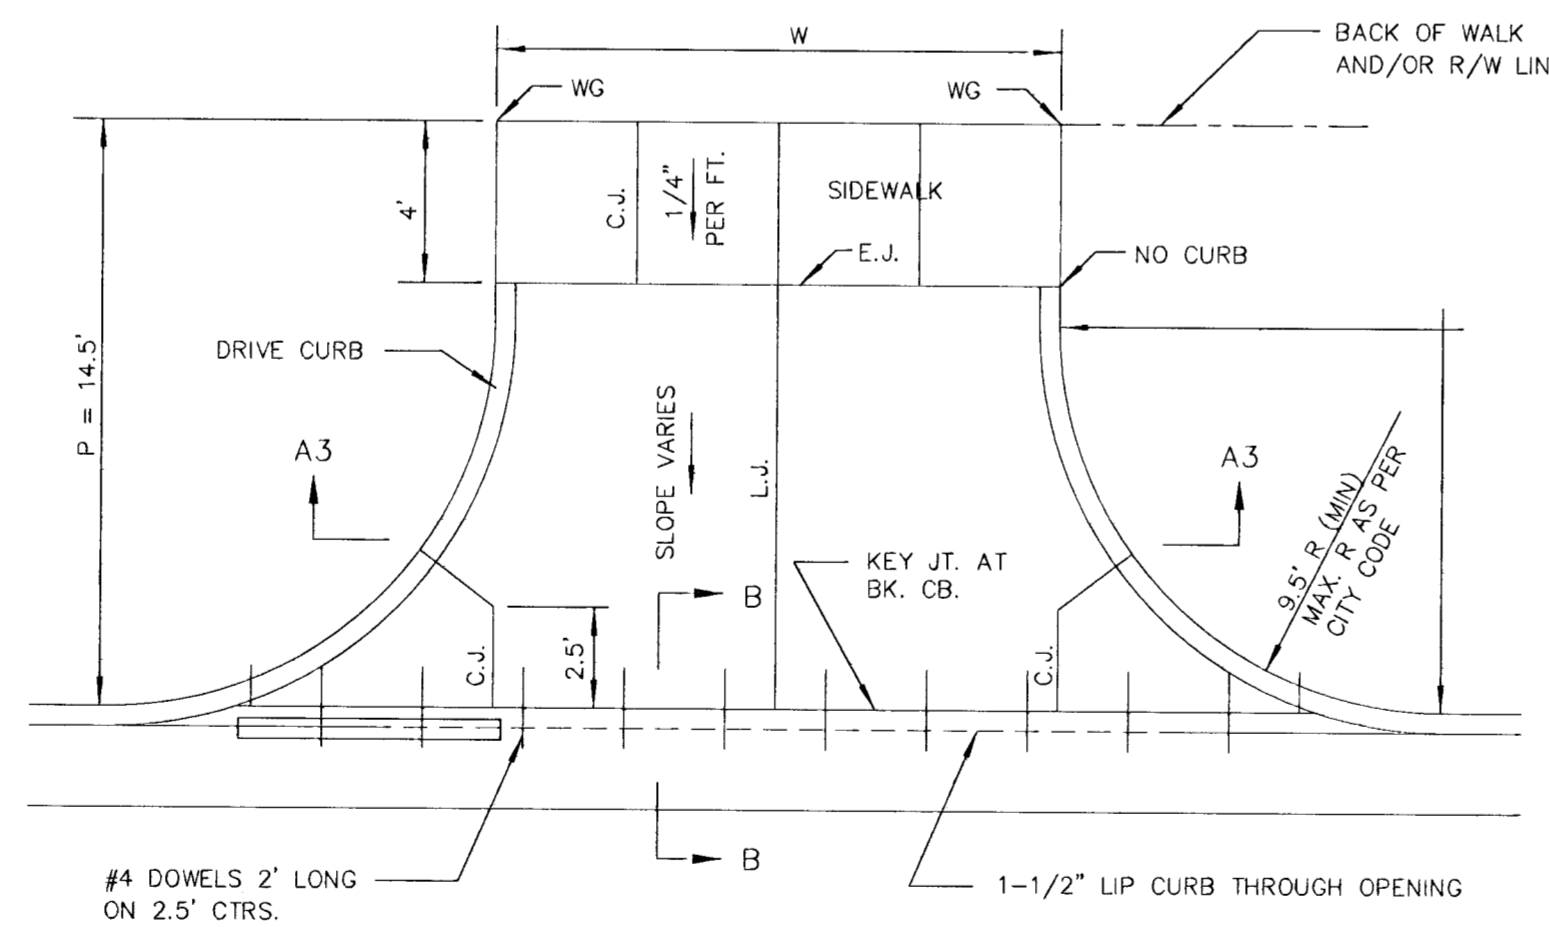 W
BACK OF WALK
AND/OR R/W LIN
WG
WG
4'
C.J.
1/4"
PER FT.
SIDEWALK
E.J.
NO CURB
P = 14.5'
DRIVE CURB
A3
SLOPE VARIES
L.J.
A3
9.5' R (MIN)
MAX. R AS PER
CITY CODE
KEY JT. AT
BK. CB.
B
C.J.
2.5'
C.J.
B
#4 DOWELS 2' LONG
ON 2.5' CTRS.
1-1/2" LIP CURB THROUGH OPENING